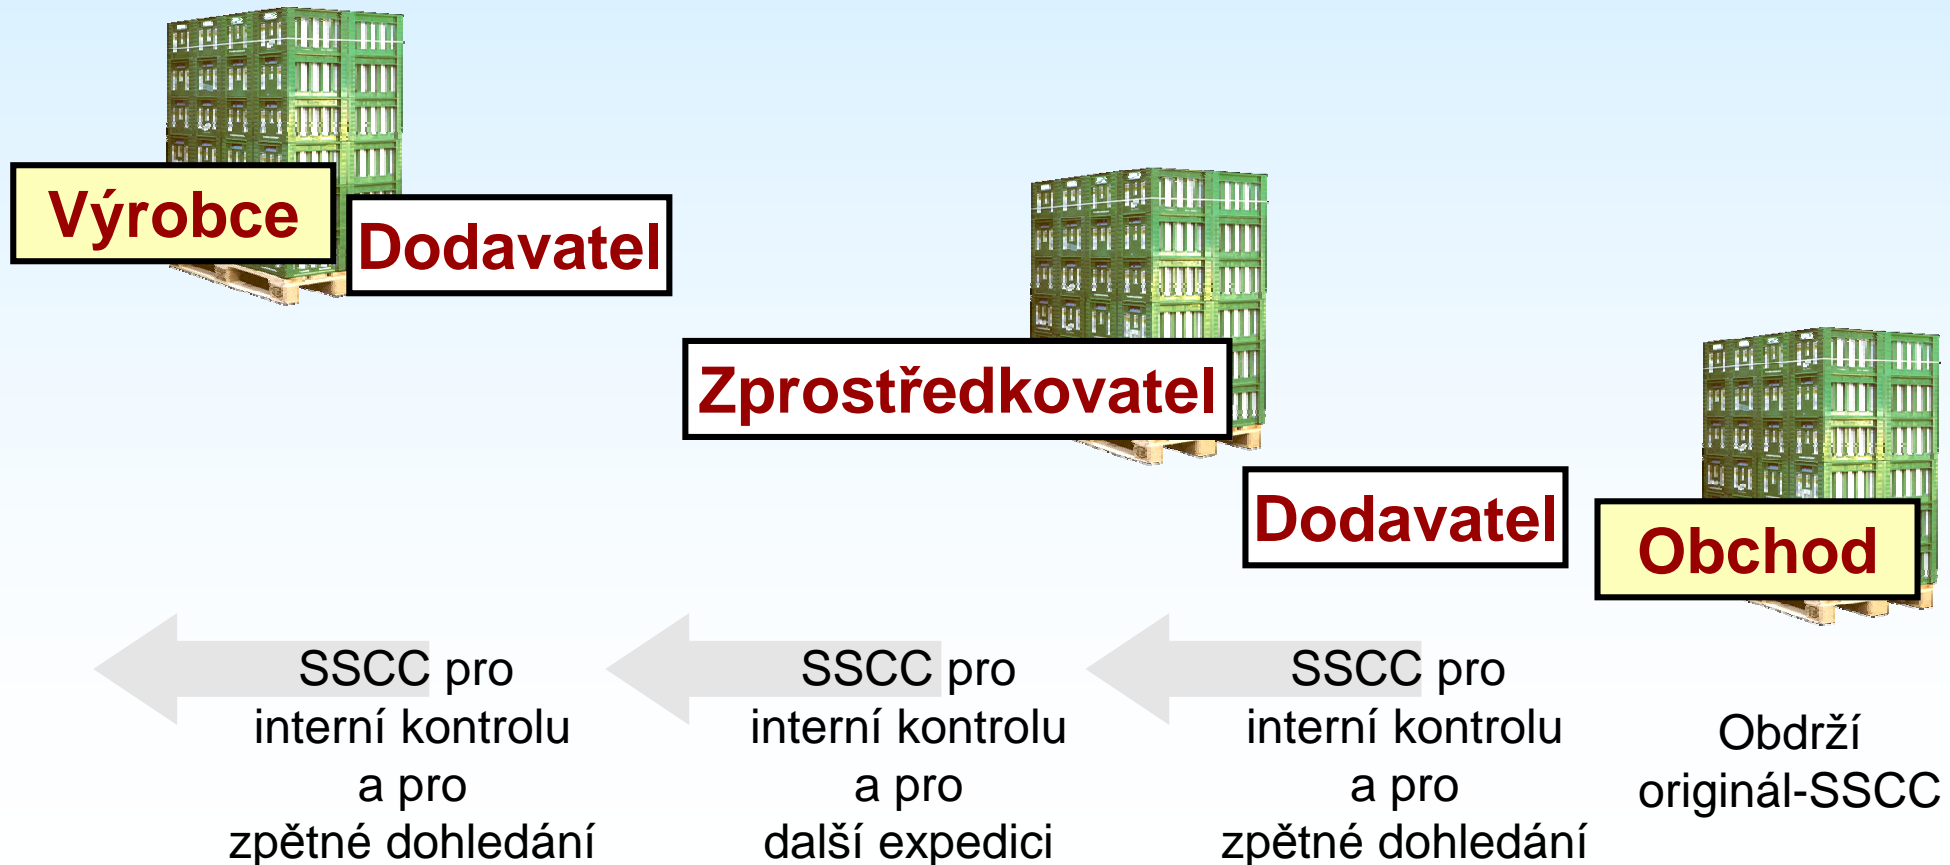 Výrobce
Dodavatel
Zprostředkovatel
Dodavatel
Obchod
SSCC pro
interní kontrolu
a pro
zpětné dohledání
SSCC pro
interní kontrolu
a pro
další expedici
SSCC pro
interní kontrolu
a pro
zpětné dohledání
Obdrží
originál-SSCC